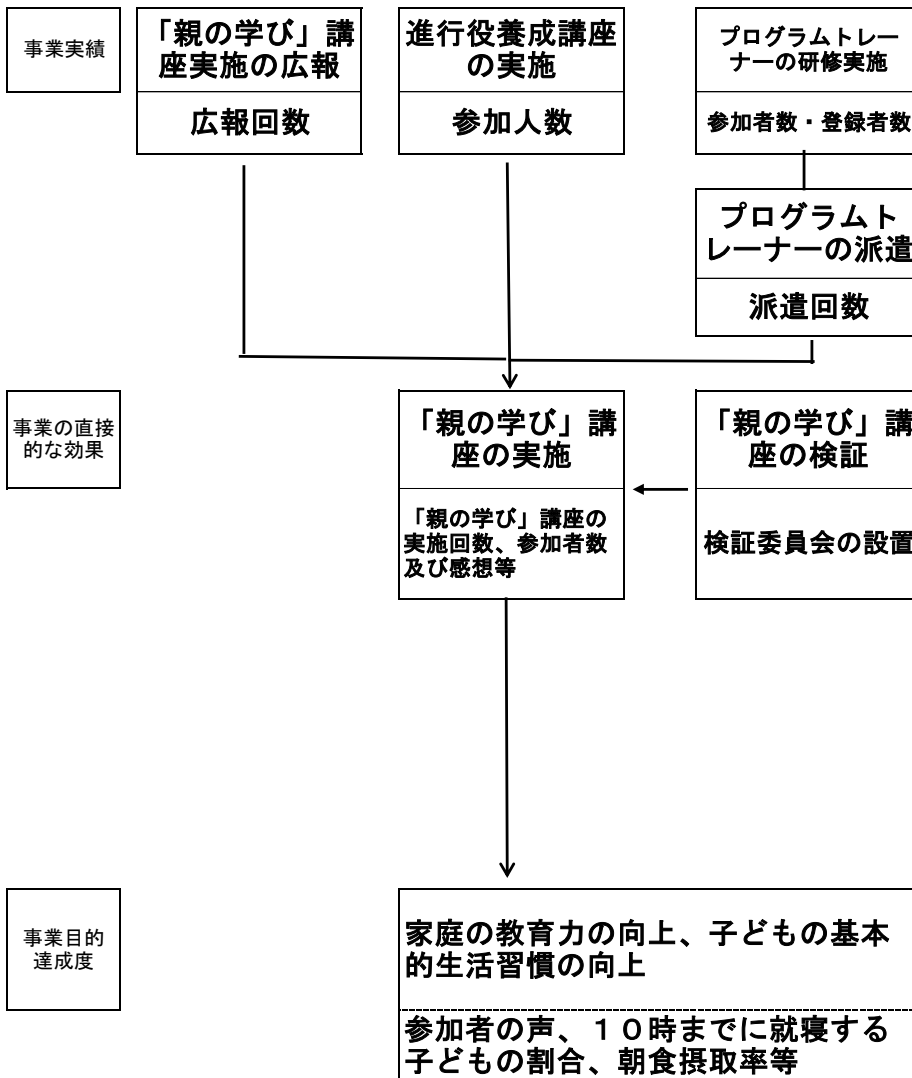 事業実績
「親の学び」講
座実施の広報
広報回数
進行役養成講座
の実施
参加人数
プログラムトレー
ナーの研修実施
参加者数・登録者数
プログラムト
レーナーの派遣
派遣回数
事業の直接
的な効果
「親の学び」講
座の実施
「親の学び」講座の
実施回数、参加者数
及び感想等
「親の学び」講
座の検証
検証委員会の設置
事業目的
達成度
家庭の教育力の向上、子どもの基本
的生活習慣の向上
参加者の声、１０時までに就寝する
子どもの割合、朝食摂取率等